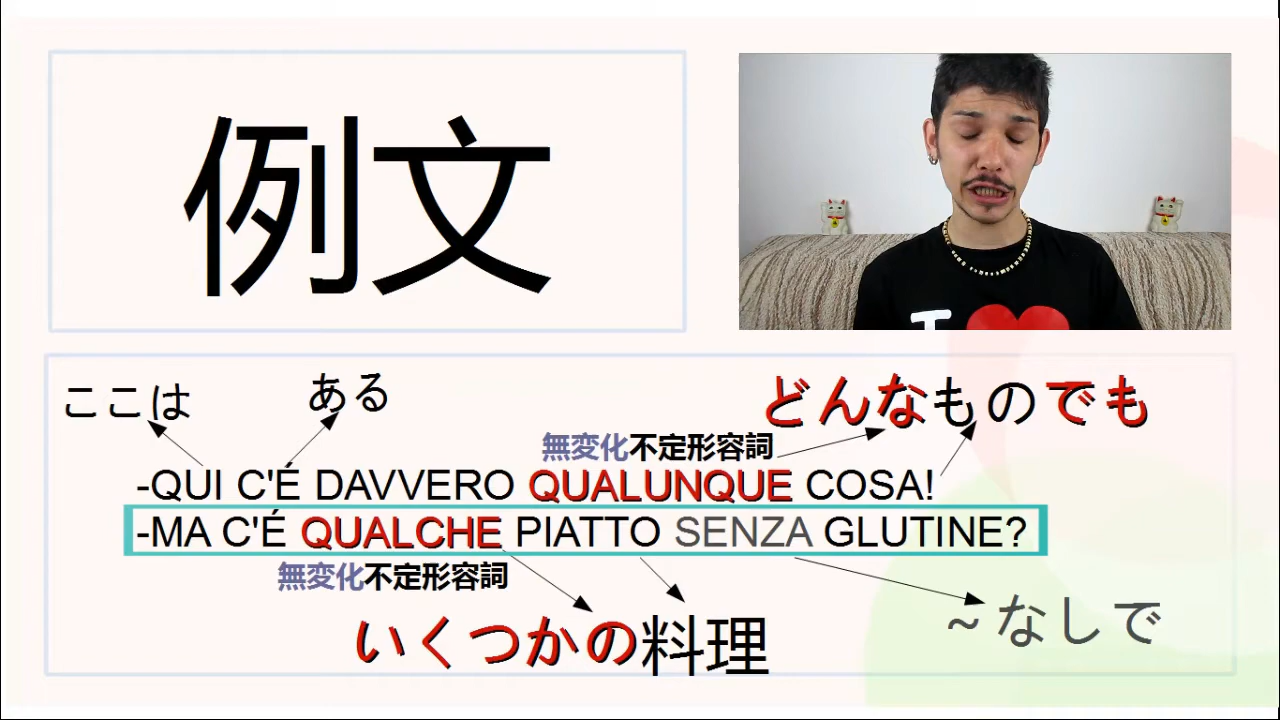 例文
I
ここは
ある
どんなものでも
無変化不定形容詞
-QUI C'É DAVVERO QUALUNQUE COSA!
-MA C'É QUALCHE PIATTO SENZA GLUTINE?
無変化不定形容詞
いくつかの料理
~なしで